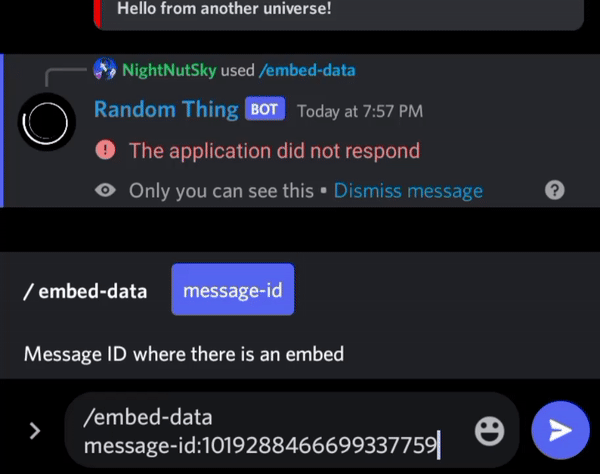 Hello from another universe!
NightNutSky used /embed-data
Random Thing BOT Today at 7:57 PM
The application did not respond
Only you can see this • Dismiss message
/ embed-data message-id
Message ID where there is an embed
/embed-data
message-id:1019288466699337759